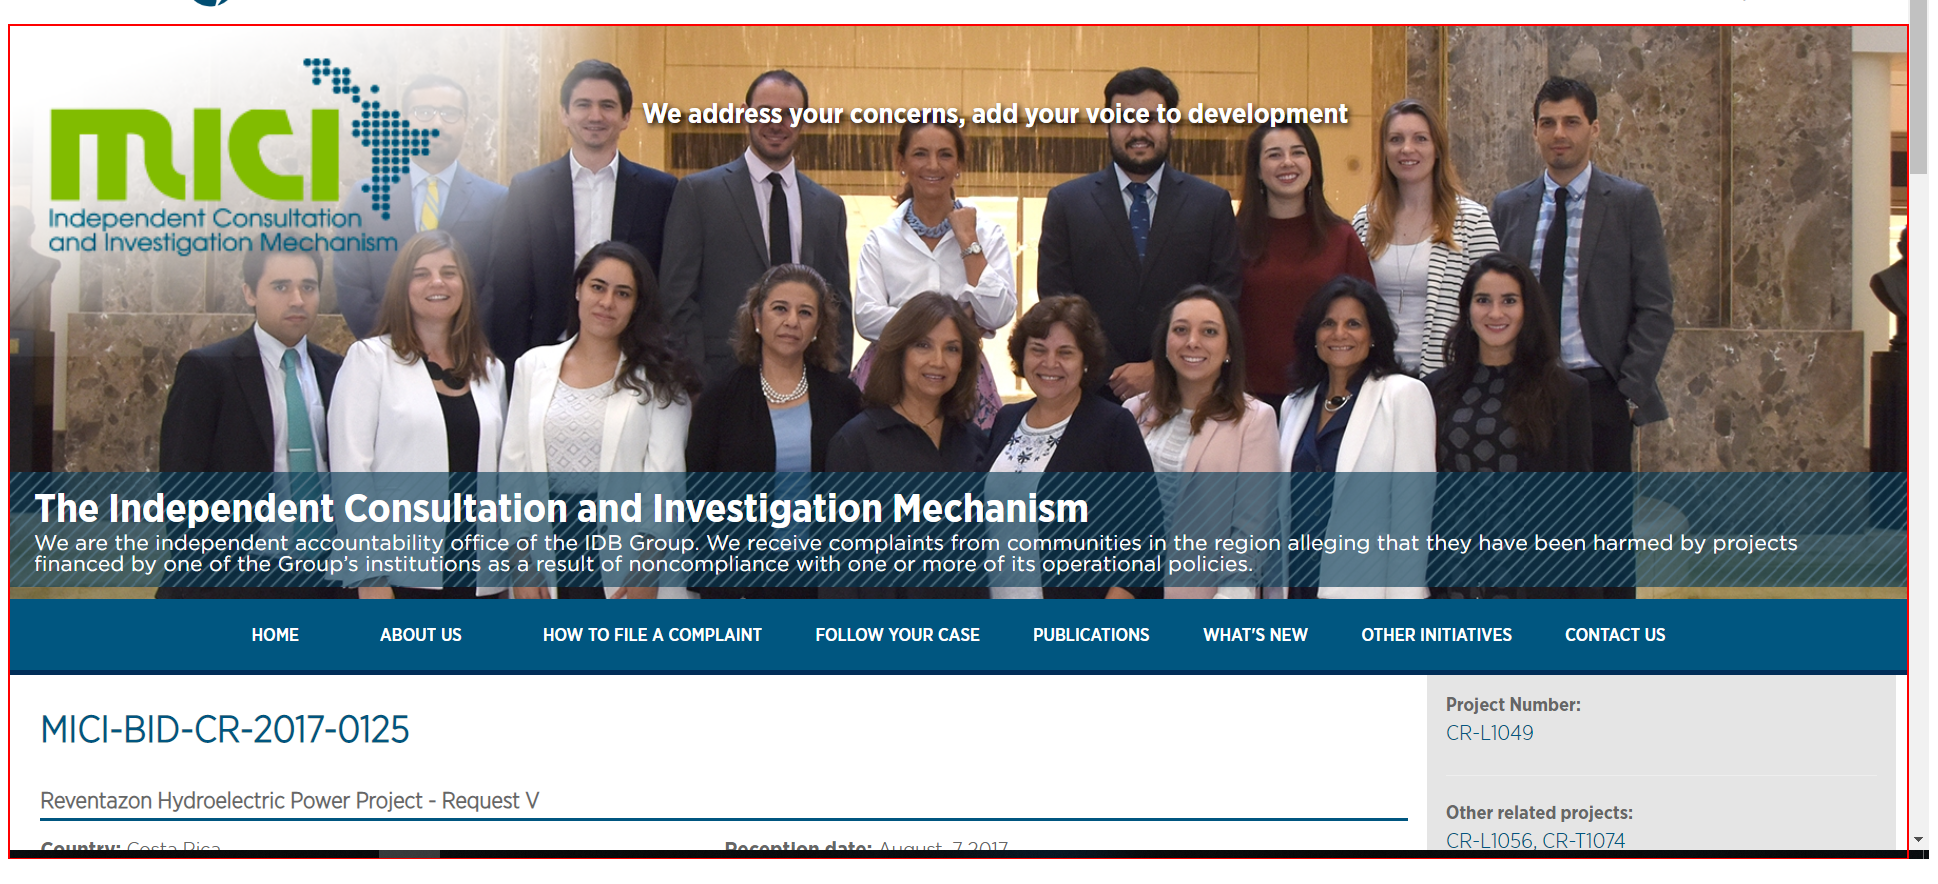 We address your concerns, add your voice to development
MICI
Independent Consultation
and Investigation Mechanism
The Independent Consultation and Investigation Mechanism
We are the independent accountability office of the IDB Group. We receive complaints from communities in the region alleging that they have been harmed by projects
financed by one of the Group's institutions as a result of noncompliance with one or more of its operational policies.
HOME ABOUT US HOW TO FILE A COMPLAINT FOLLOW YOUR CASE PUBLICATIONS WHAT'S NEW OTHER INITIATIVES CONTACT US
MICI-BID-CR-2017-0125
Reventazon Hydroelectric Power Project - Request V
Country: Costa Rica Reception date: August, 7 2017
Project Number:
CR-L1049
Other related projects:
CR-L1056, CR-T1074